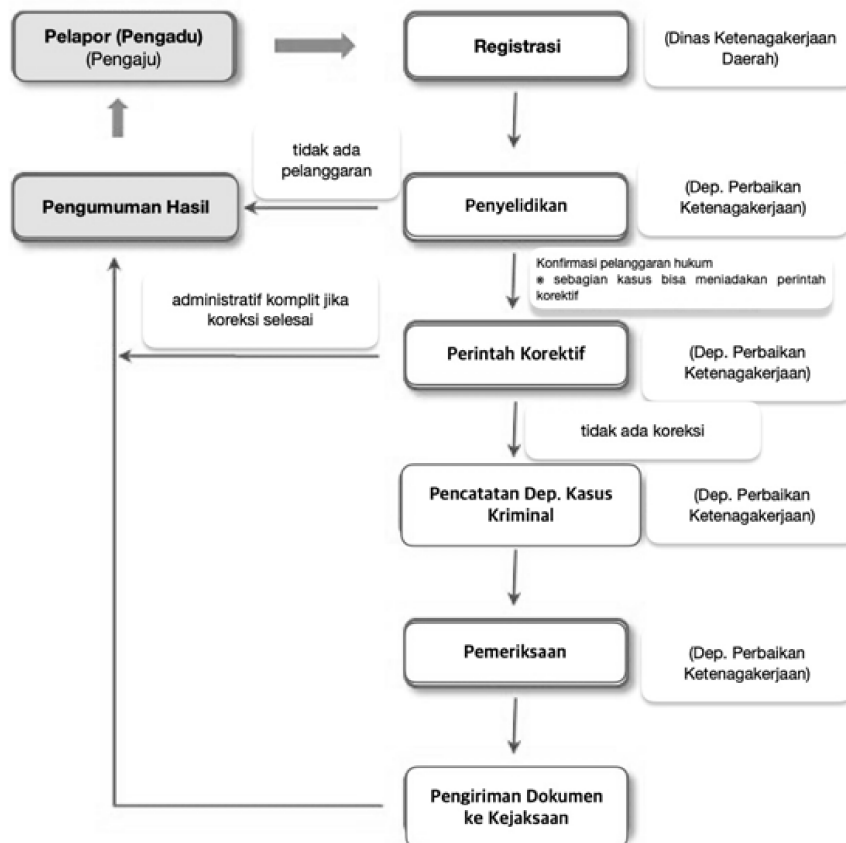 Pelapor (Pengadu)
(Pengaju)
Registrasi
(Dinas Ketenagakerjaan
Daerah)
tidak ada
pelanggaran
Pengumuman Hasil
Penyelidikan
(Dep. Perbaikan
Ketenagakerjaan)
Konfirmasi pelanggaran hukum
◉ sebagian kasus bisa meniadakan perintah
korektif
administratif komplit jika
koreksi selesai
Perintah Korektif
(Dep. Perbaikan
Ketenagakerjaan)
tidak ada koreksi
Pencatatan Dep. Kasus
Kriminal
(Dep. Perbaikan
Ketenagakerjaan)
Pemeriksaan
(Dep. Perbaikan
Ketenagakerjaan)
Pengiriman Dokumen
ke Kejaksaan